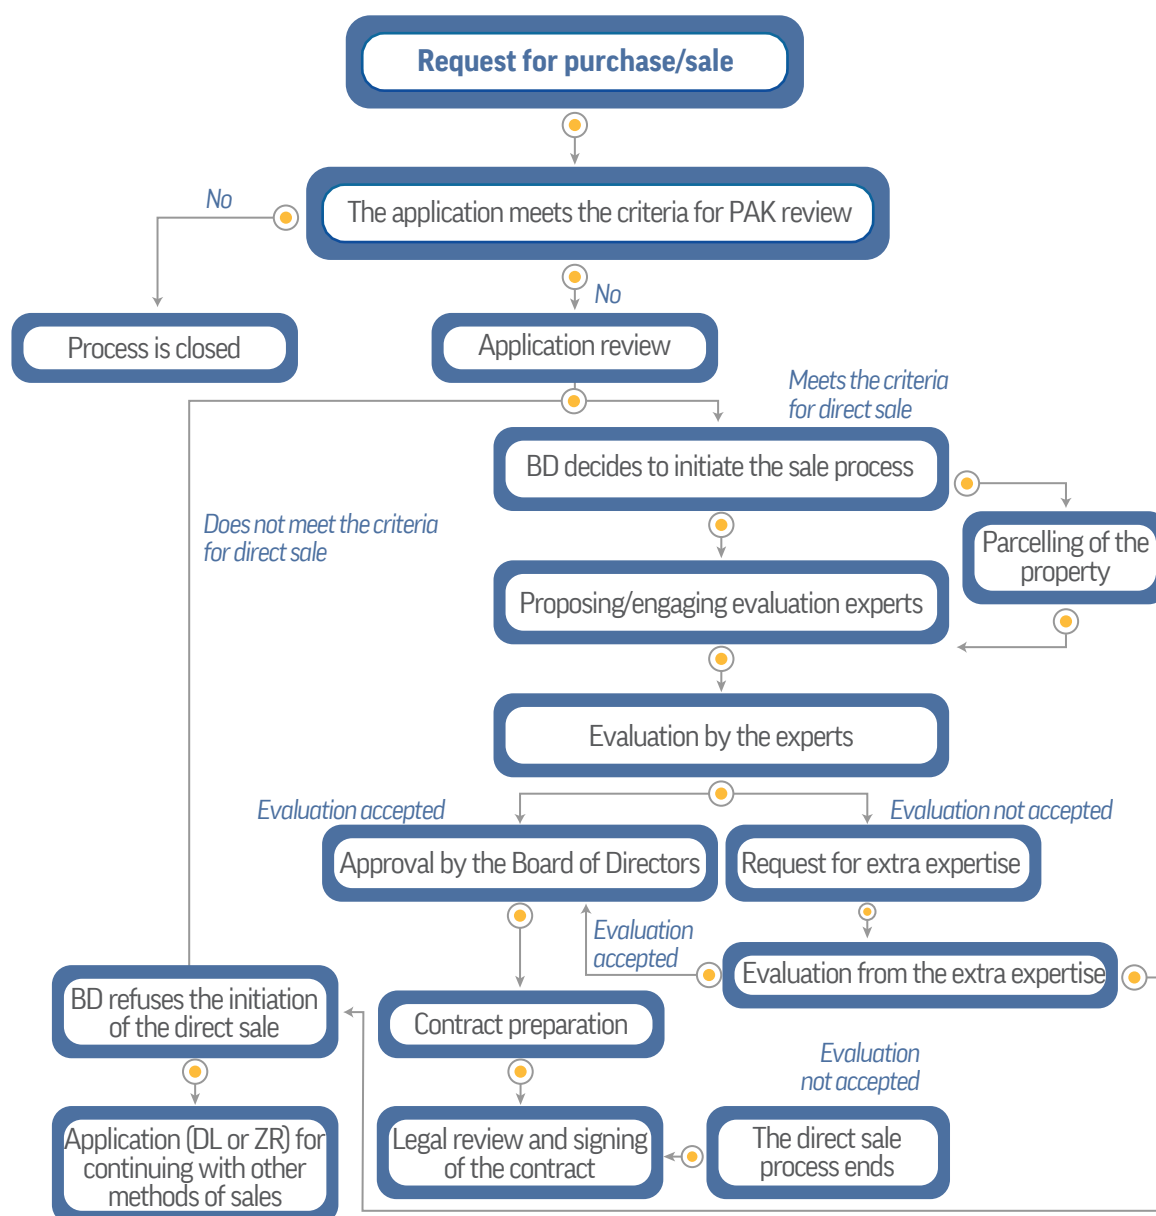 Request for purchase/sale
No
The application meets the criteria for PAK review
No
Process is closed
Application review
Meets the criteria
for direct sale
BD decides to initiate the sale process
Does not meet the criteria
for direct sale
Parcelling of the
property
Proposing/engaging evaluation experts
Evaluation by the experts
Evaluation accepted
Evaluation not accepted
Approval by the Board of Directors
Request for extra expertise
Evaluation
accepted
Evaluation from the extra expertise
BD refuses the initiation
of the direct sale
Contract preparation
Evaluation
not accepted
Application (DL or ZR) for
continuing with other
methods of sales
Legal review and signing
of the contract
The direct sale
process ends